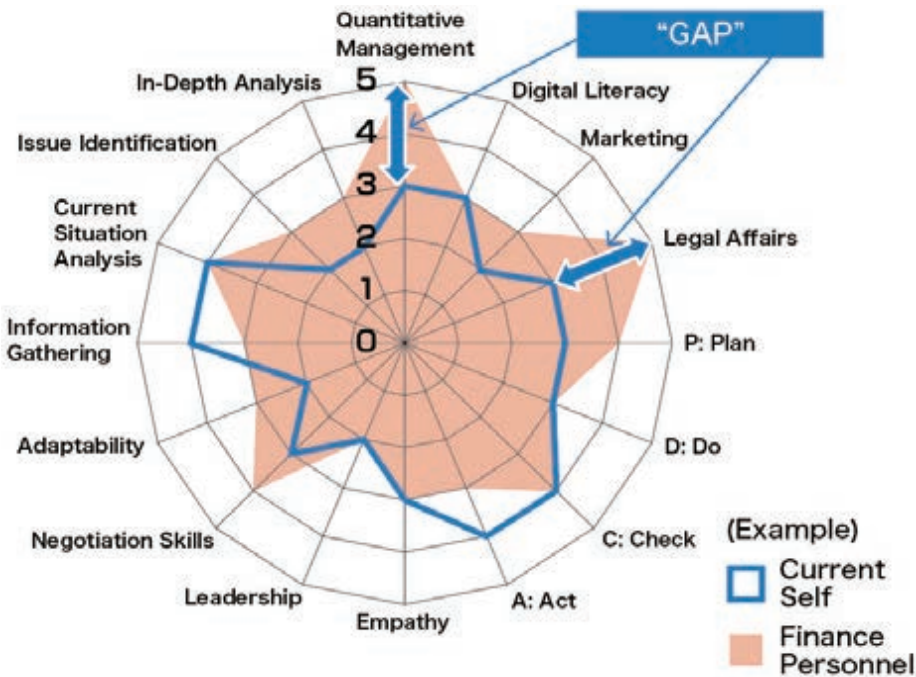 Quantitative
Management
“GAP”
In-Depth Analysis
Digital Literacy
Issue Identification
Marketing
Current
Situation
Analysis
Legal Affairs
Information
Gathering
P: Plan
Adaptability
D: Do
Negotiation Skills
C: Check
Leadership
A: Act
Empathy
5
4
3
2
1
0
(Example)
Current
Self
Finance
Personnel